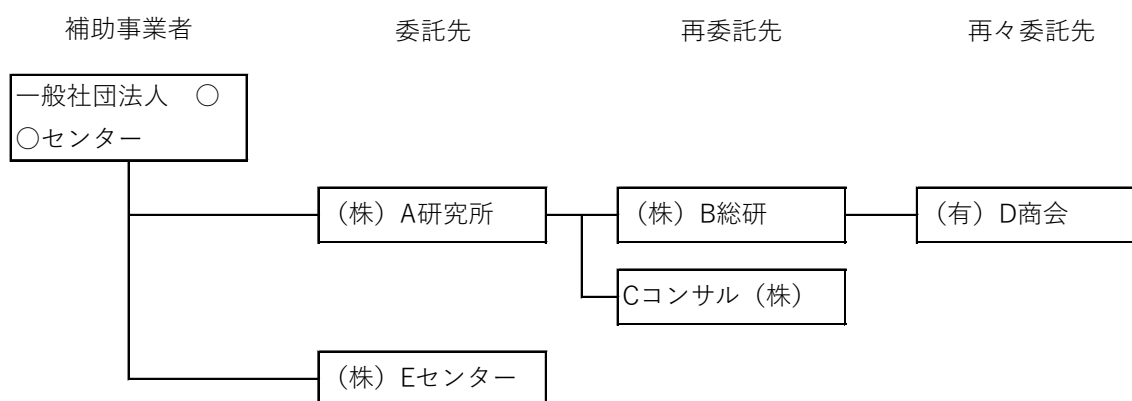 補助事業者
委託先
再委託先
再々委託先
一般社団法人　○
○センター
（株）A研究所
（株）B総研
（有）D商会
Cコンサル（株）
（株）Eセンター